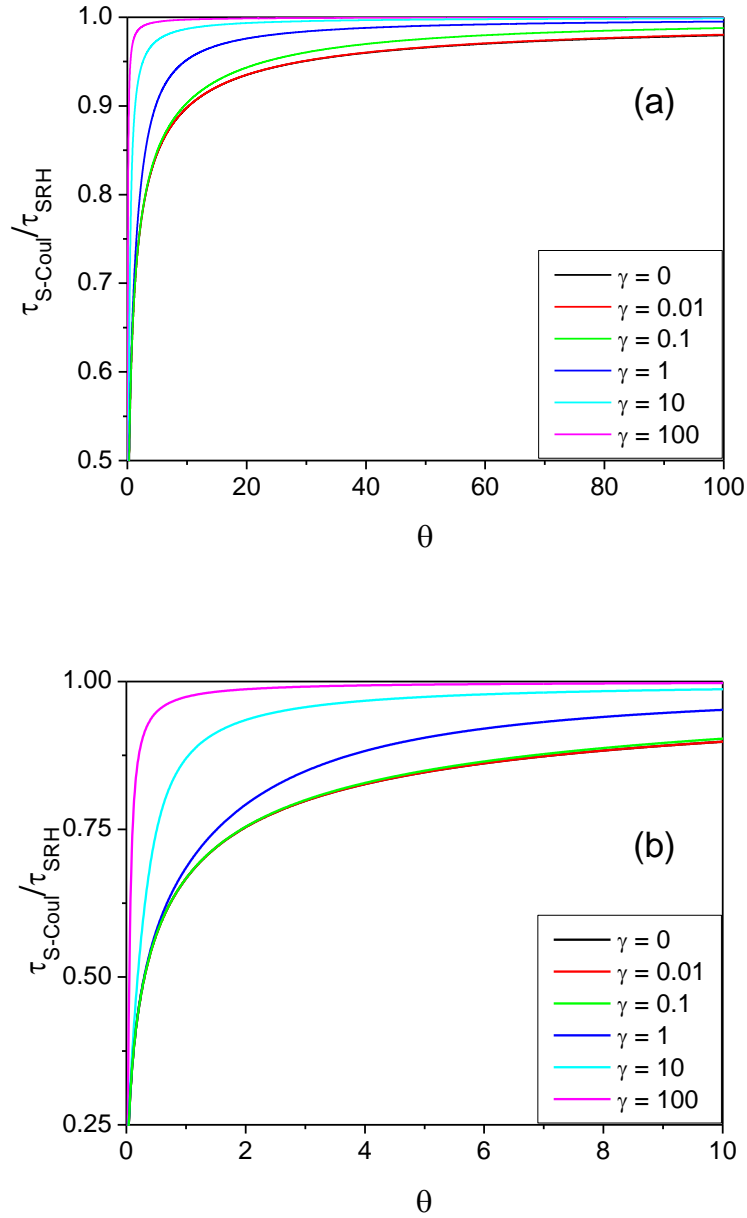 1.0
0.9
0.8
0.7
0.6
0.5
τS-Coul/τSRH
(a)
γ = 0
γ = 0.01
γ = 0.1
γ = 1
γ = 10
γ = 100
0 20 40 60 80 100
θ
1.00
0.75
0.50
0.25
τS-Coul/τSRH
(b)
γ = 0
γ = 0.01
γ = 0.1
γ = 1
γ = 10
γ = 100
0 2 4 6 8 10
θ